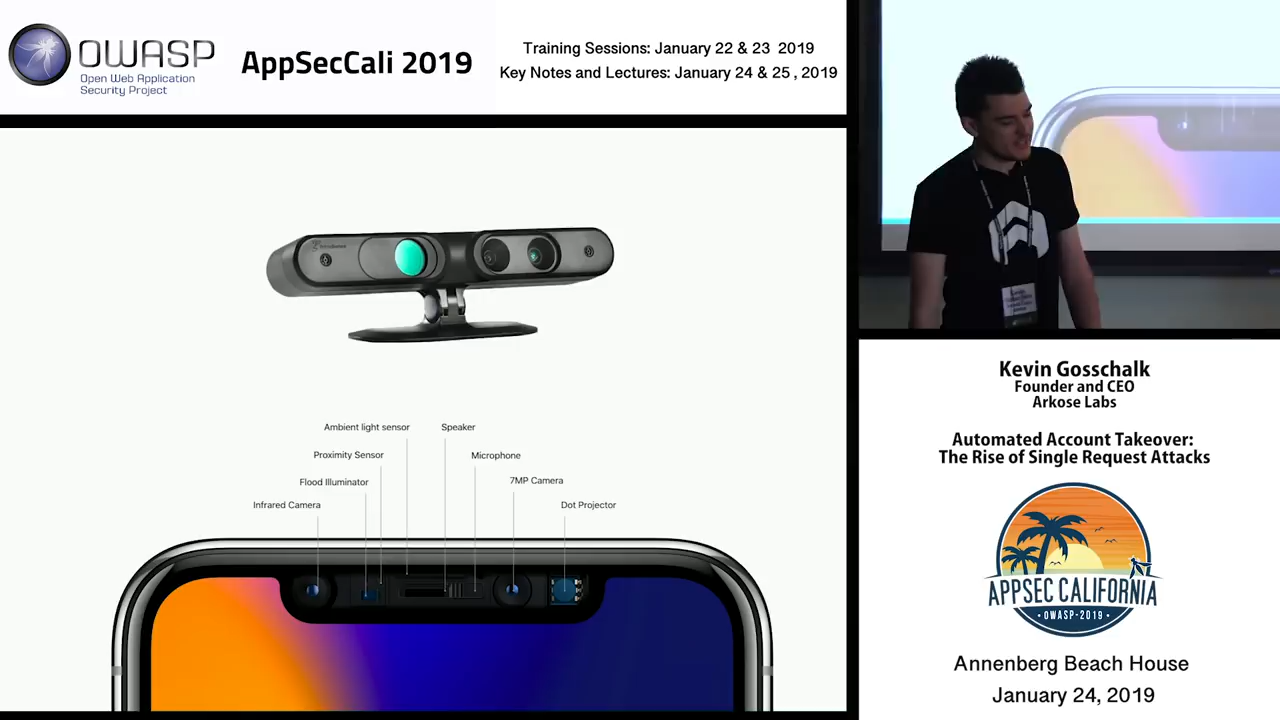 OWASP
Open Web Application
Security Project
AppSecCali 2019
Training Sessions: January 22 & 23 2019
Key Notes and Lectures: January 24 & 25 , 2019
Ambient light sensor
Speaker
Proximity Sensor
Microphone
Flood Illuminator
7MP Camera
Infrared Camera
Dot Projector
Kevin Gosschalk
Founder and CEO
Arkose Labs
Automated Account Takeover:
The Rise of Single Request Attacks
APPSEC CALIFORNIA
• OWASP-2019 •
Annenberg Beach House
January 24, 2019